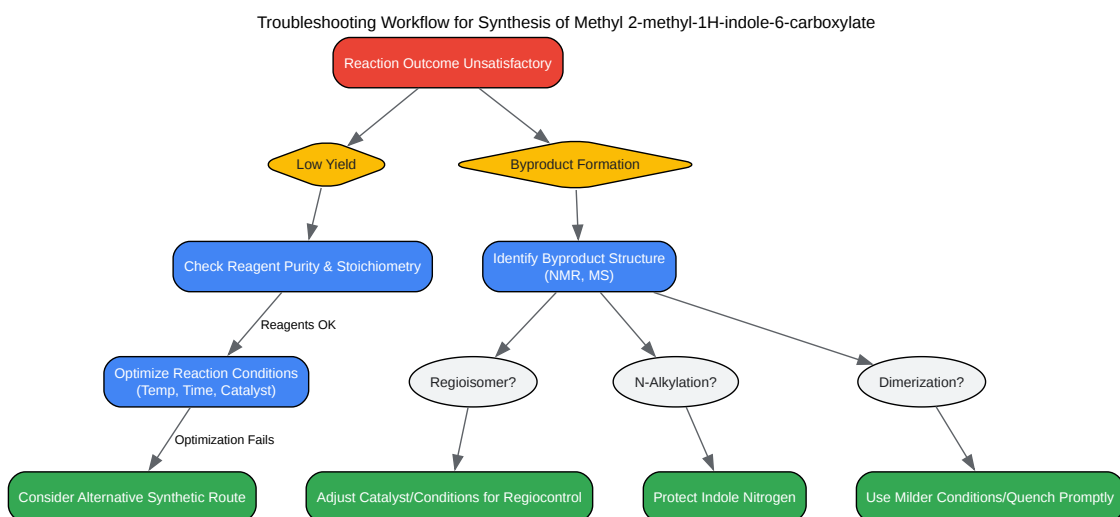 Troubleshooting Workflow for Synthesis of Methyl 2-methyl-1H-indole-6-carboxylate
Reaction Outcome Unsatisfactory
Low Yield
Byproduct Formation
Check Reagent Purity & Stoichiometry
Identify Byproduct Structure
(NMR, MS)
Reagents OK
Optimize Reaction Conditions
(Temp, Time, Catalyst)
Regioisomer?
N-Alkylation?
Dimerization?
Optimization Fails
Consider Alternative Synthetic Route
Adjust Catalyst/Conditions for Regiocontrol
Protect Indole Nitrogen
Use Milder Conditions/Quench Promptly